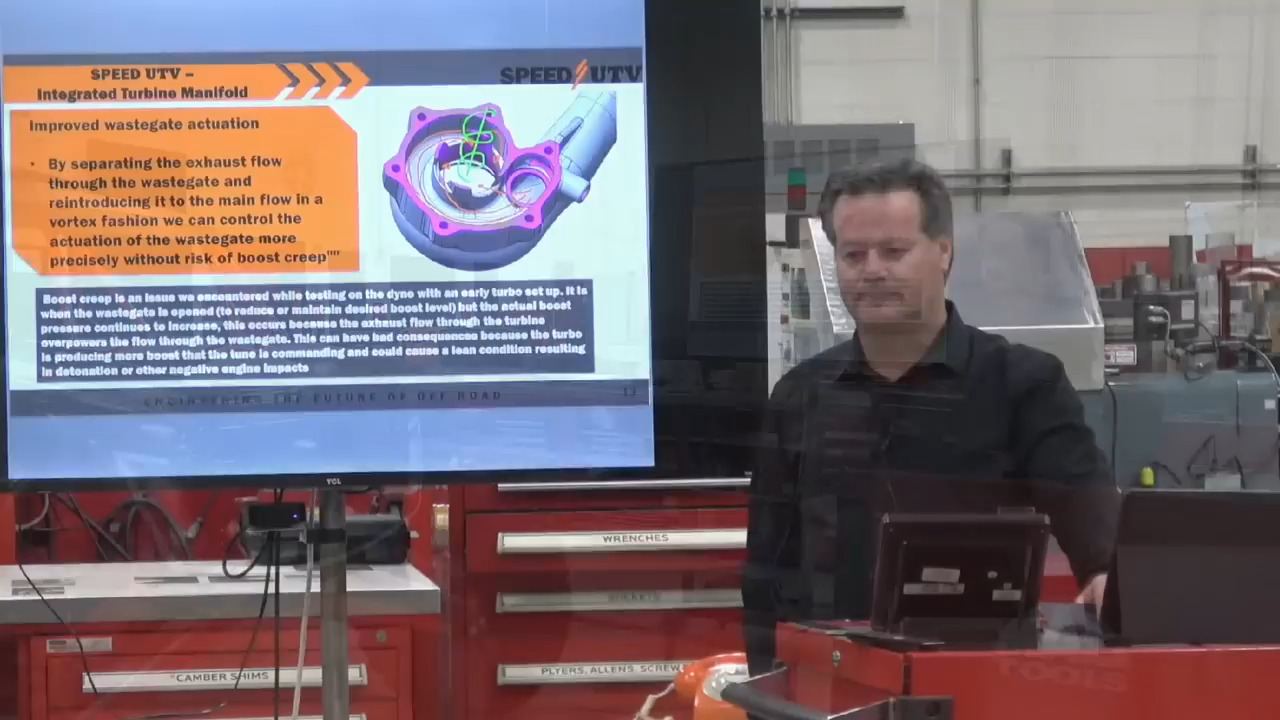 SPEED UTV –
Integrated Turbine Manifold
SPEED UTV
Improved wastegate actuation
· By separating the exhaust flow
through the wastegate and
reintroducing it to the main flow in a
vortex fashion we can control the
actuation of the wastegate more
precisely without risk of boost creep""
Boost creep is an issue we encountered while testing on the dyno with an early turbo set up. It is
when the wastegate is opened (to reduce or maintain desired boost level) but the actual boost
pressure continues to increase, this occurs because the exhaust flow through the turbine
overpowers the flow through the wastegate. This can have bad consequences because the turbo
is producing more boost that the tune is commanding and could cause a lean condition resulting
in detonation or other negative engine impacts
ENGINEERING THE FUTURE OF OFF ROAD
13
TCL
WRENCHES
SOCKETS
PLYERS, ALLENS, SCREW
"CAMBER SHIMS